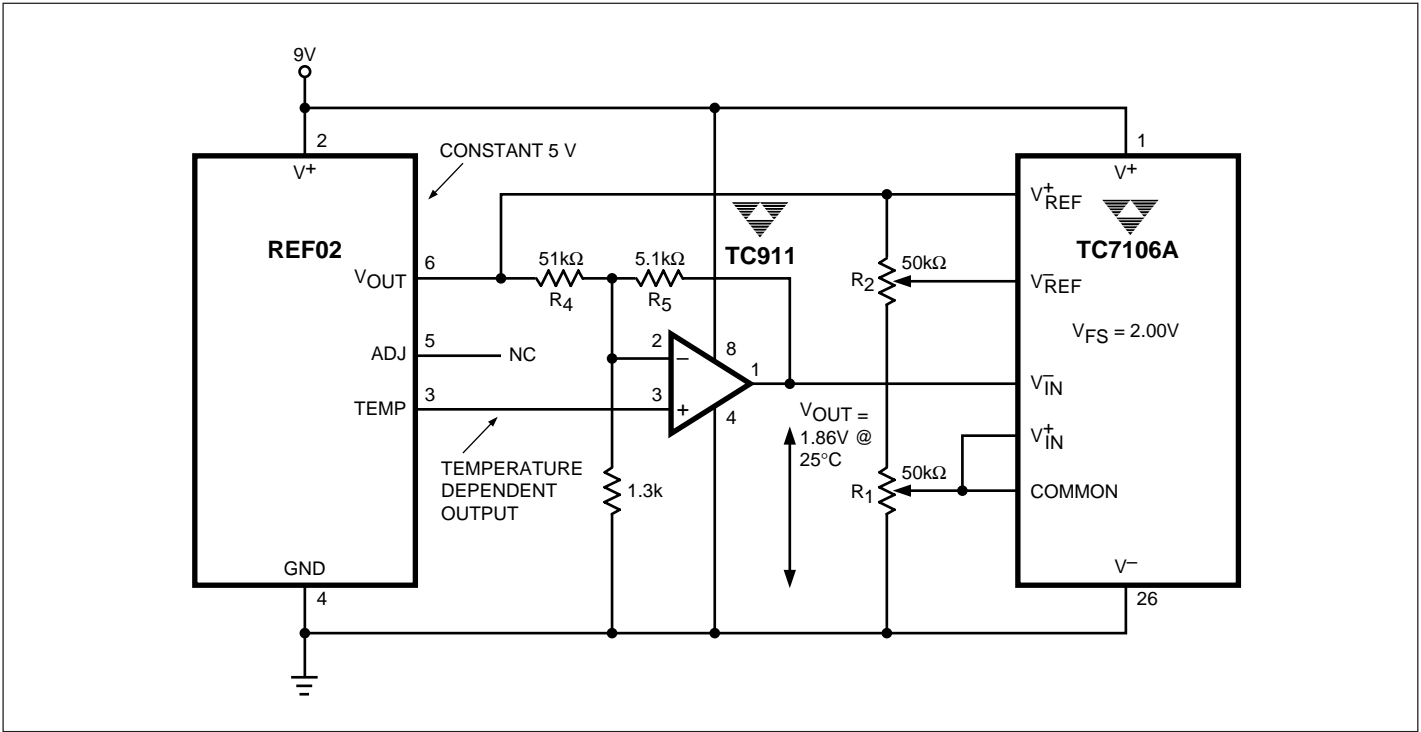 9V
2
V+
CONSTANT 5 V
REF02
VOUT
6
51kΩ
R4
5.1kΩ
R5
TC911
ADJ
5
NC
TEMP
3
TEMPERATURE
DEPENDENT
OUTPUT
2
–
3
+
8
1
4
1.3k
GND
4
VOUT =
1.86V @
25°C
R2
50kΩ
R1
50kΩ
1
V+
V+REF
TC7106A
V–REF
VFS = 2.00V
V–IN
V+IN
COMMON
V–
26